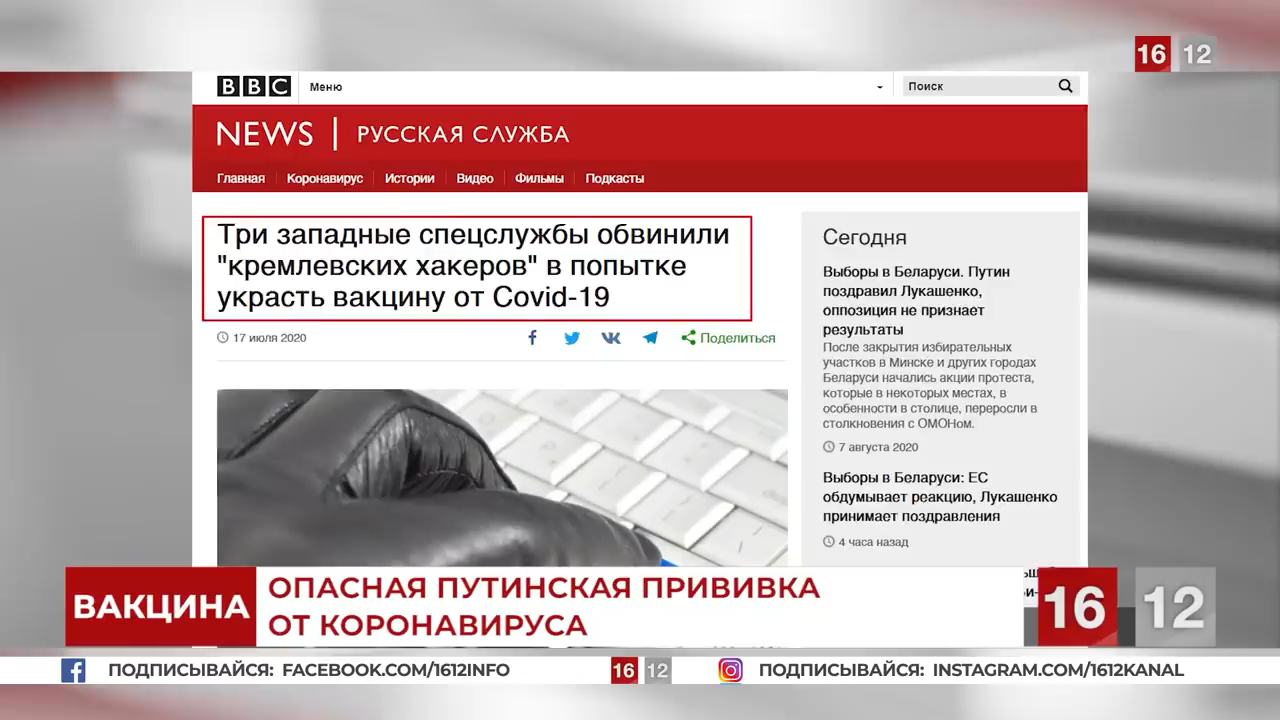 16 12
BBC Меню Поиск
NEWS | РУССКАЯ СЛУЖБА
Главная Коронавирус Истории Видео Фильмы Подкасты
Три западные спецслужбы обвинили
"кремлевских хакеров" в попытке
украсть вакцину от Covid-19
17 июля 2020
Поделиться
Сегодня
Выборы в Беларуси. Путин
поздравил Лукашенко,
оппозиция не признает
результаты
После закрытия избирательных
участков в Минске и других городах
Беларуси начались акции протеста,
которые в некоторых местах, в
особенности в столице, переросли в
столкновения с ОМОНом.
7 августа 2020
Выборы в Беларуси: ЕС
обдумывает реакцию, Лукашенко
принимает поздравления
4 часа назад
ВАКЦИНА
ОПАСНАЯ ПУТИНСКАЯ ПРИВИВКА
ОТ КОРОНАВИРУСА
16 12
ПОДПИСЫВАЙСЯ: FACEBOOK.COM/1612INFO 16 12 ПОДПИСЫВАЙСЯ: INSTAGRAM.COM/1612KANAL